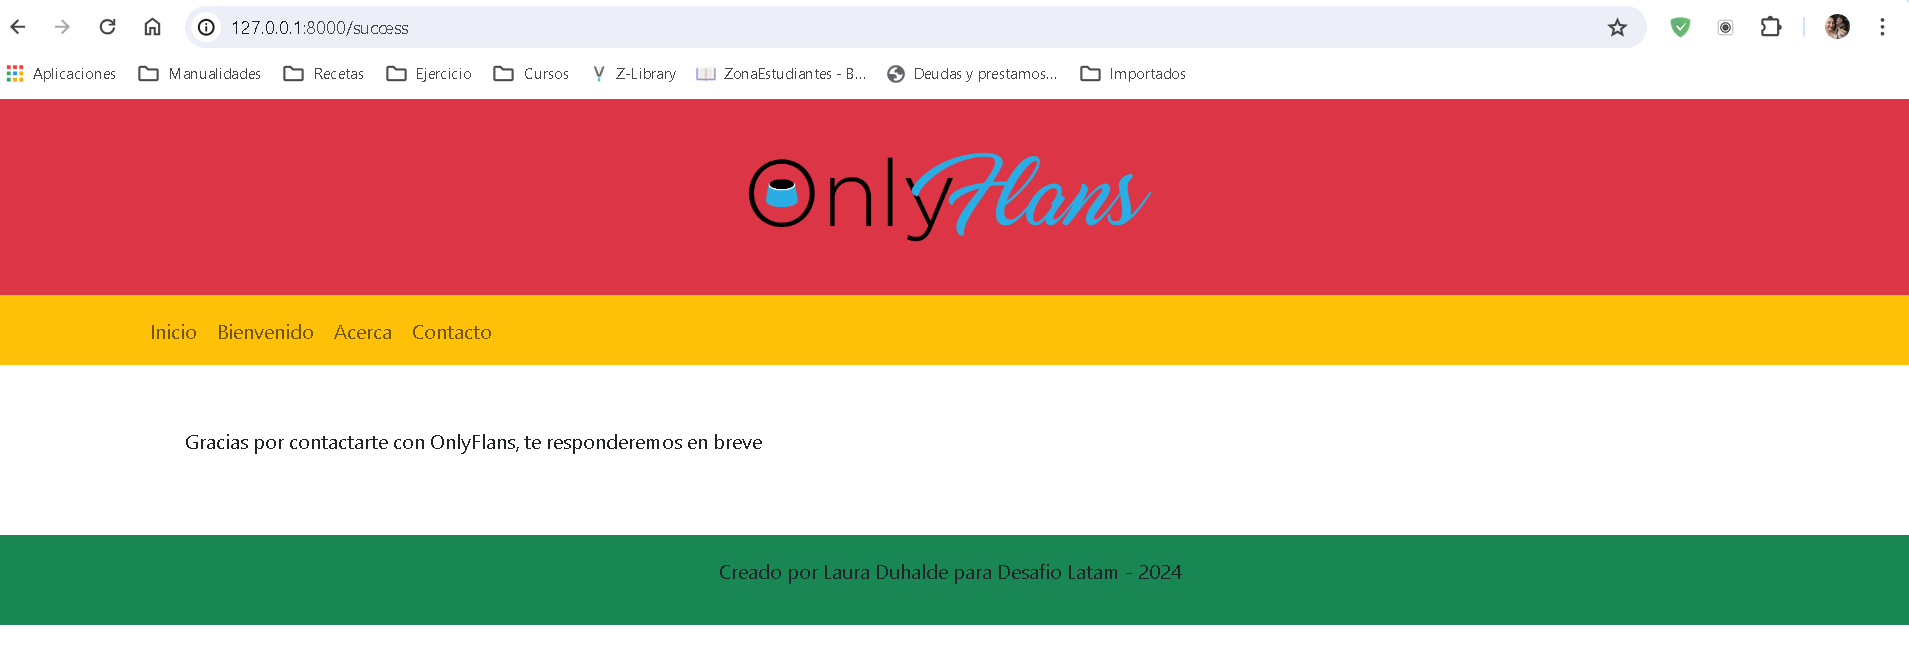 127.0.0.1:8000/success
Aplicaciones Manualidades Recetas Ejercicio Cursos Z-Library ZonaEstudiantes - B... Deudas y prestamos... Importados
OnlyFlans
Inicio Bienvenido Acerca Contacto
Gracias por contactarte con OnlyFlans, te responderemos en breve
Creado por Laura Duhalde para Desafio Latam - 2024